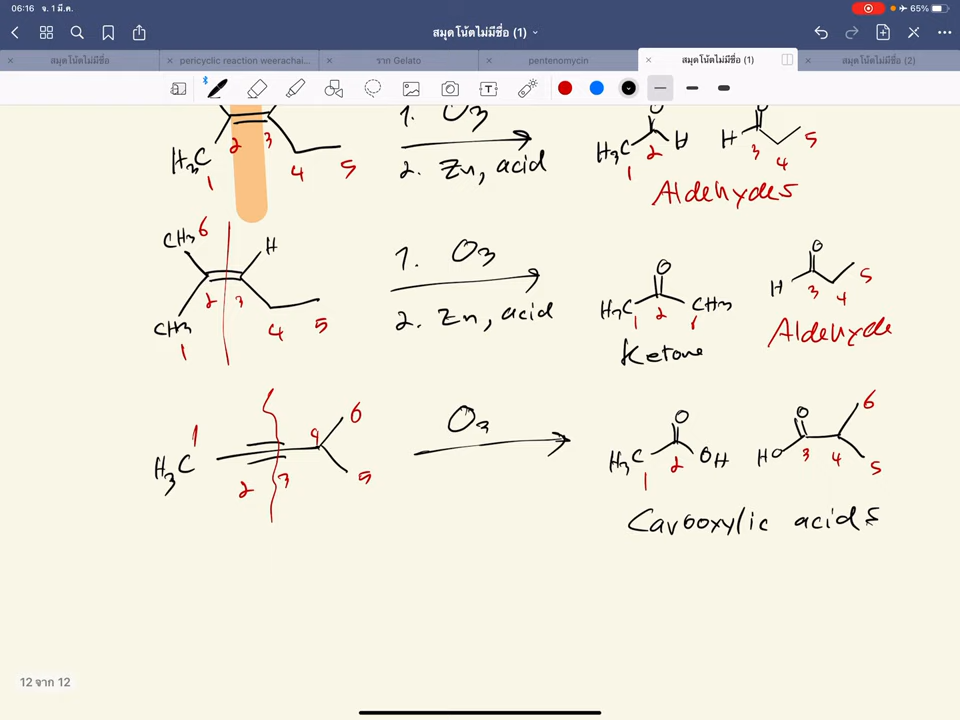 06:16 จ. 1 มี.ค. 65%
สมุดโน้ตไม่มีชื่อ (1)
สมุดโน้ตไม่มีชื่อ pericyclic reaction weerachai... ราก Gelato pentenomycin สมุดโน้ตไม่มีชื่อ (1) สมุดโน้ตไม่มีชื่อ (2)
1. O3
H3C 1 2 3 4 5
2. Zn, acid
H3C 1 2 H O H 3 4 5
Aldehydes
CH3 6 H
2 3
CH3 1 4 5
1. O3
2. Zn, acid
O
H3C 1 2 CH3
Ketone
O
H 3 4 5
Aldehyde
1 6
H3C 2 3 4 5
O3
O
H3C 1 2 OH
O 6
HO 3 4 5
Carboxylic acids
12 จาก 12